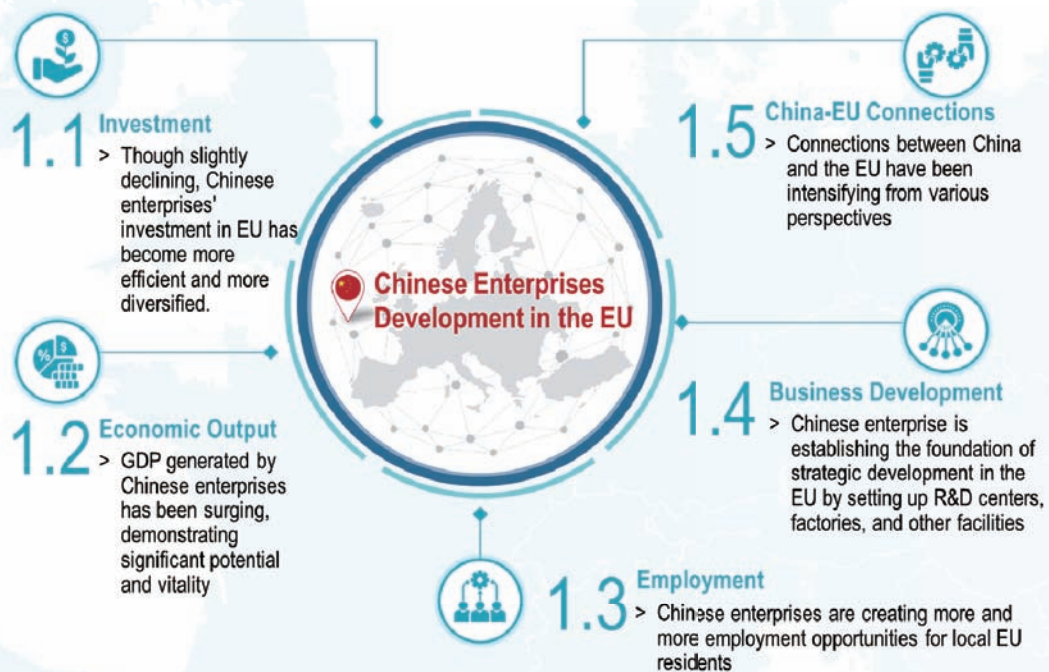 1.1
Investment
> Though slightly
declining, Chinese
enterprises'
investment in EU has
become more
efficient and more
diversified.
1.2
Economic Output
> GDP generated by
Chinese enterprises
has been surging,
demonstrating
significant potential
and vitality
Chinese Enterprises
Development in the EU
1.3
Employment
> Chinese enterprises are creating more and
more employment opportunities for local EU
residents
1.4
Business Development
> Chinese enterprise is
establishing the foundation of
strategic development in the
EU by setting up R&D centers,
factories, and other facilities
1.5
China-EU Connections
> Connections between China
and the EU have been
intensifying from various
perspectives